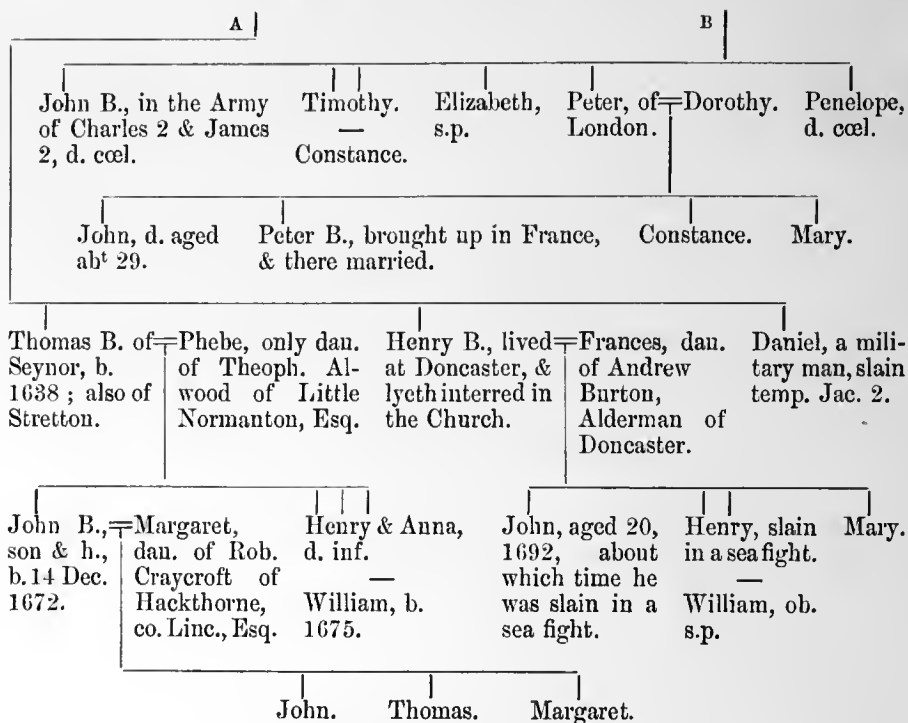 A B
John B., in the Army
of Charles 2 & James
2, d. cœl.
Timothy.
—
Constance.
Elizabeth,
s.p.
Peter, of
London.
Dorothy.
Penelope,
d. cœl.
John, d. aged
abt 29.
Peter B., brought up in France,
& there married.
Constance.
Mary.
Thomas B. of
Seynor, b.
1638 ; also of
Stretton.
Phebe, only dau.
of Theoph. Al-
wood of Little
Normanton, Esq.
Henry B., lived
at Doncaster, &
lyeth interred in
the Church.
Frances, dau.
of Andrew
Burton,
Alderman of
Doncaster.
Daniel, a mili-
tary man, slain
temp. Jac. 2.
John B.,
son & h.,
b. 14 Dec.
1672.
Margaret,
dau. of Rob.
Craycroft of
Hackthorne,
co. Linc., Esq.
Henry & Anna,
d. inf.
—
William, b.
1675.
John, aged 20,
1692, about
which time he
was slain in a
sea fight.
Henry, slain
in a sea fight.
—
William, ob.
s.p.
Mary.
John. Thomas. Margaret.